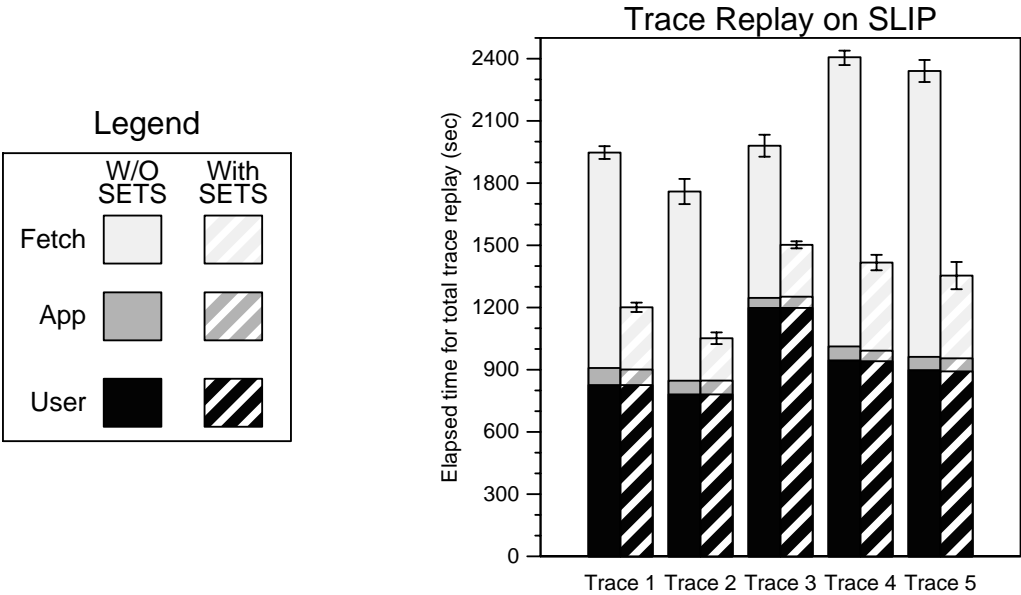 Trace Replay on SLIP
Legend
W/O With
SETS SETS
Fetch
App
User
Elapsed time for total trace replay (sec)
2400
2100
1800
1500
1200
900
600
300
0
Trace 1 Trace 2 Trace 3 Trace 4 Trace 5